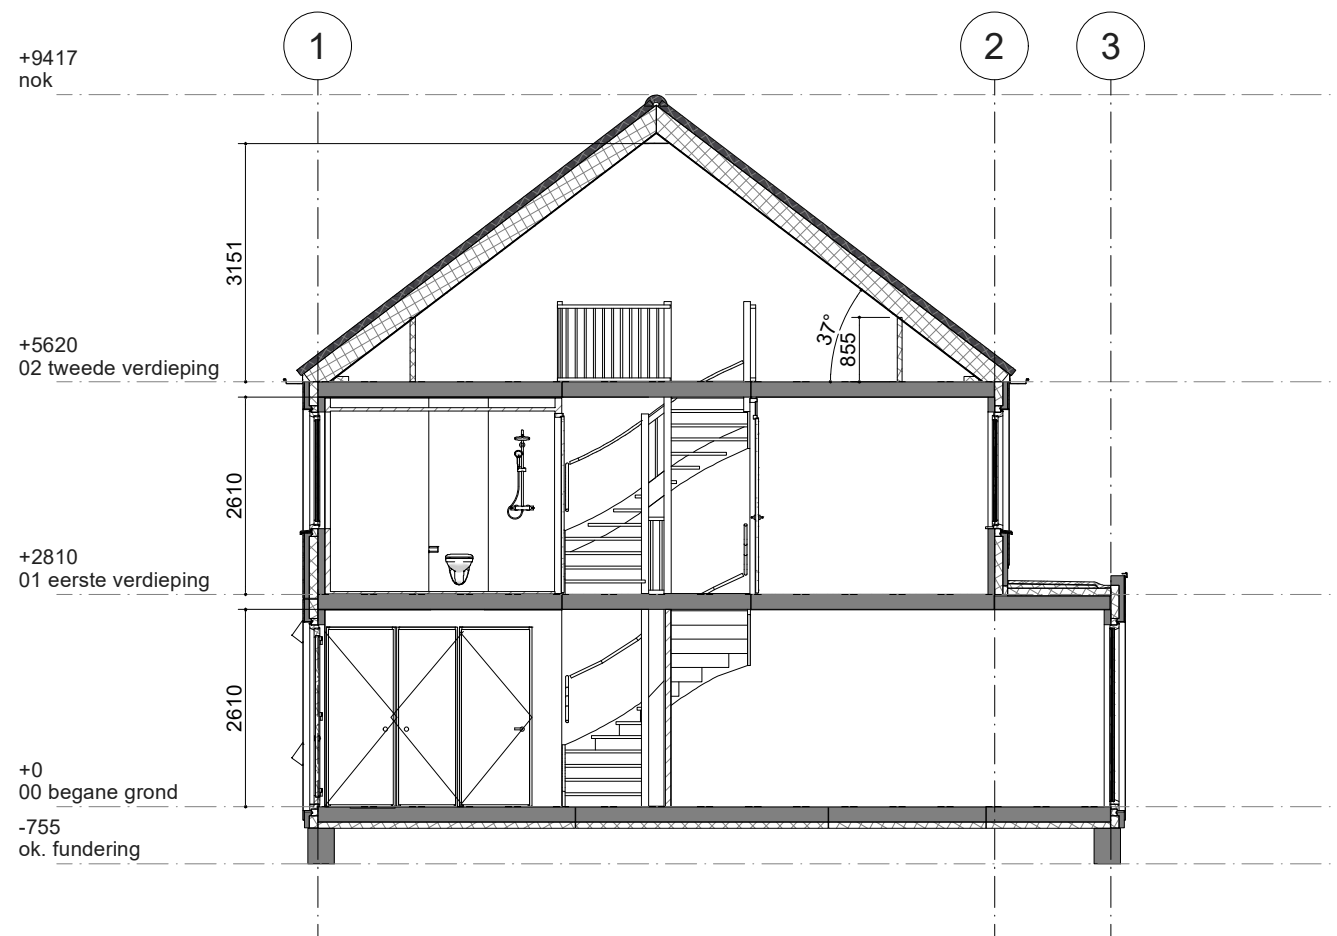 1
2
3
+9417
nok
3151
37°
855
+5620
02 tweede verdieping
2610
+2810
01 eerste verdieping
2610
+0
00 begane grond
-755
ok. fundering